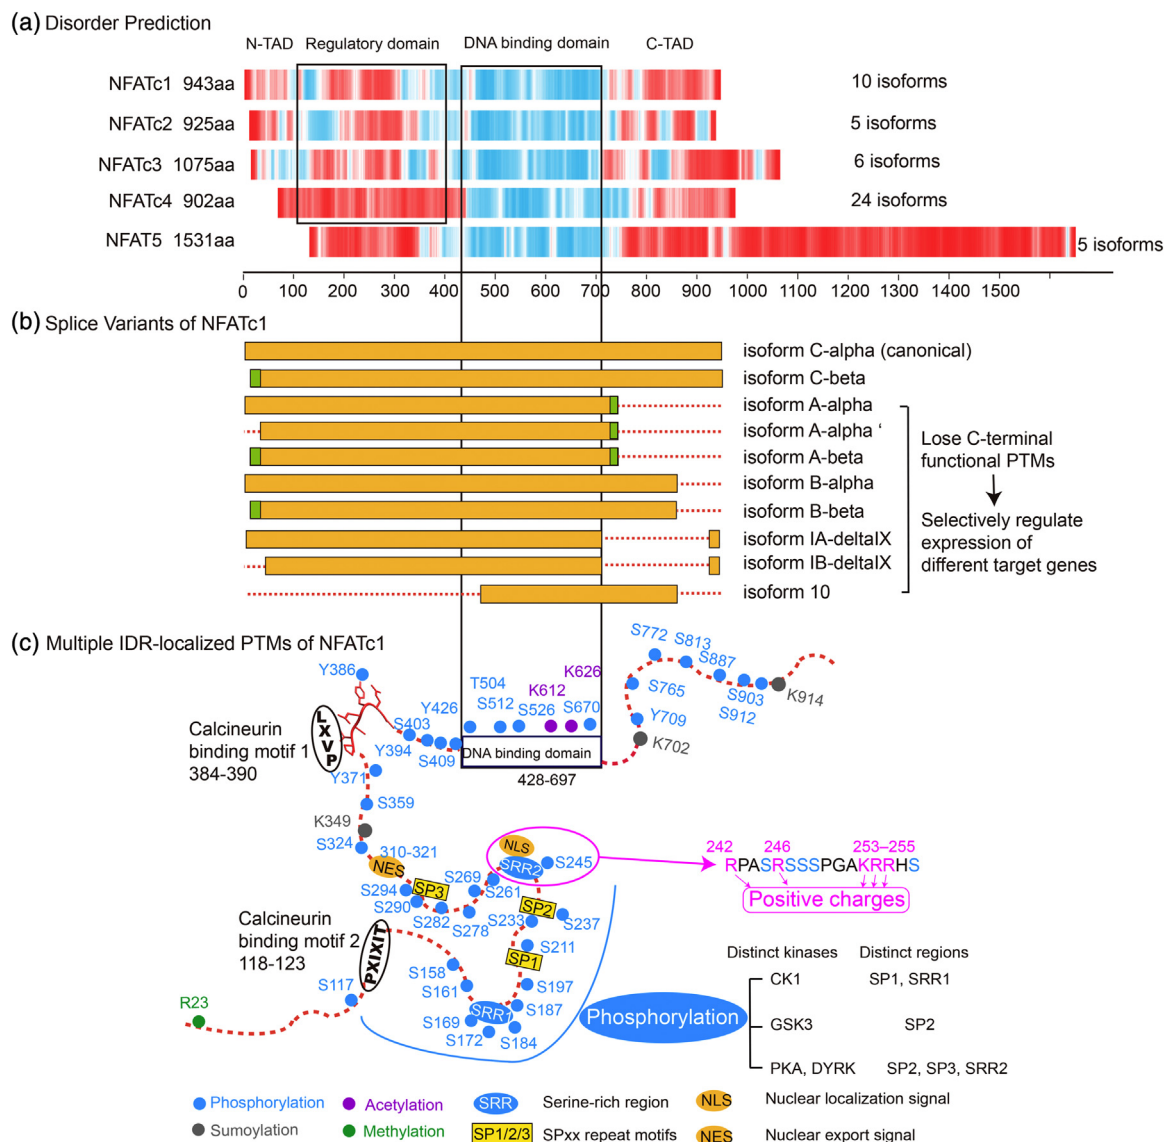 (a) Disorder Prediction
N-TAD Regulatory domain DNA binding domain C-TAD
NFATc1 943aa 10 isoforms
NFATc2 925aa 5 isoforms
NFATc3 1075aa 6 isoforms
NFATc4 902aa 24 isoforms
NFAT5 1531aa 5 isoforms
0 100 200 300 400 500 600 700 800 900 1000 1100 1200 1300 1400 1500
(b) Splice Variants of NFATc1
isoform C-alpha (canonical)
isoform C-beta
isoform A-alpha
isoform A-alpha ‘
isoform A-beta
isoform B-alpha
isoform B-beta
isoform IA-deltaIX
isoform IB-deltaIX
isoform 10
Lose C-terminal
functional PTMs
Selectively regulate
expression of
different target genes
(c) Multiple IDR-localized PTMs of NFATc1
Y386
Calcineurin
binding motif 1
384-390
LXVP
S403
Y394
S409
Y426
T504
S512
S526
K612
K626
S670
DNA binding domain
428-697
S772
S813
S887
S765
S903
S912
K914
Y709
K702
Y371
S359
K349
S324
310-321
NES
S294
SP3
S290
S282
S278
S269
S261
NLS
SRR2
S245
SP2
S233
S237
S211
SP1
S197
S187
SRR1
S184
S172
S169
S161
S158
Calcineurin
binding motif 2
118-123
PXIXIT
S117
R23
242 246 253–255
RPASRSSSPGAKRRHS
Positive charges
Distinct kinases Distinct regions
Phosphorylation
CK1 SP1, SRR1
GSK3 SP2
PKA, DYRK SP2, SP3, SRR2
Phosphorylation Acetylation SRR Serine-rich region NLS Nuclear localization signal
Sumoylation Methylation SP1/2/3 SPxx repeat motifs NES Nuclear export signal